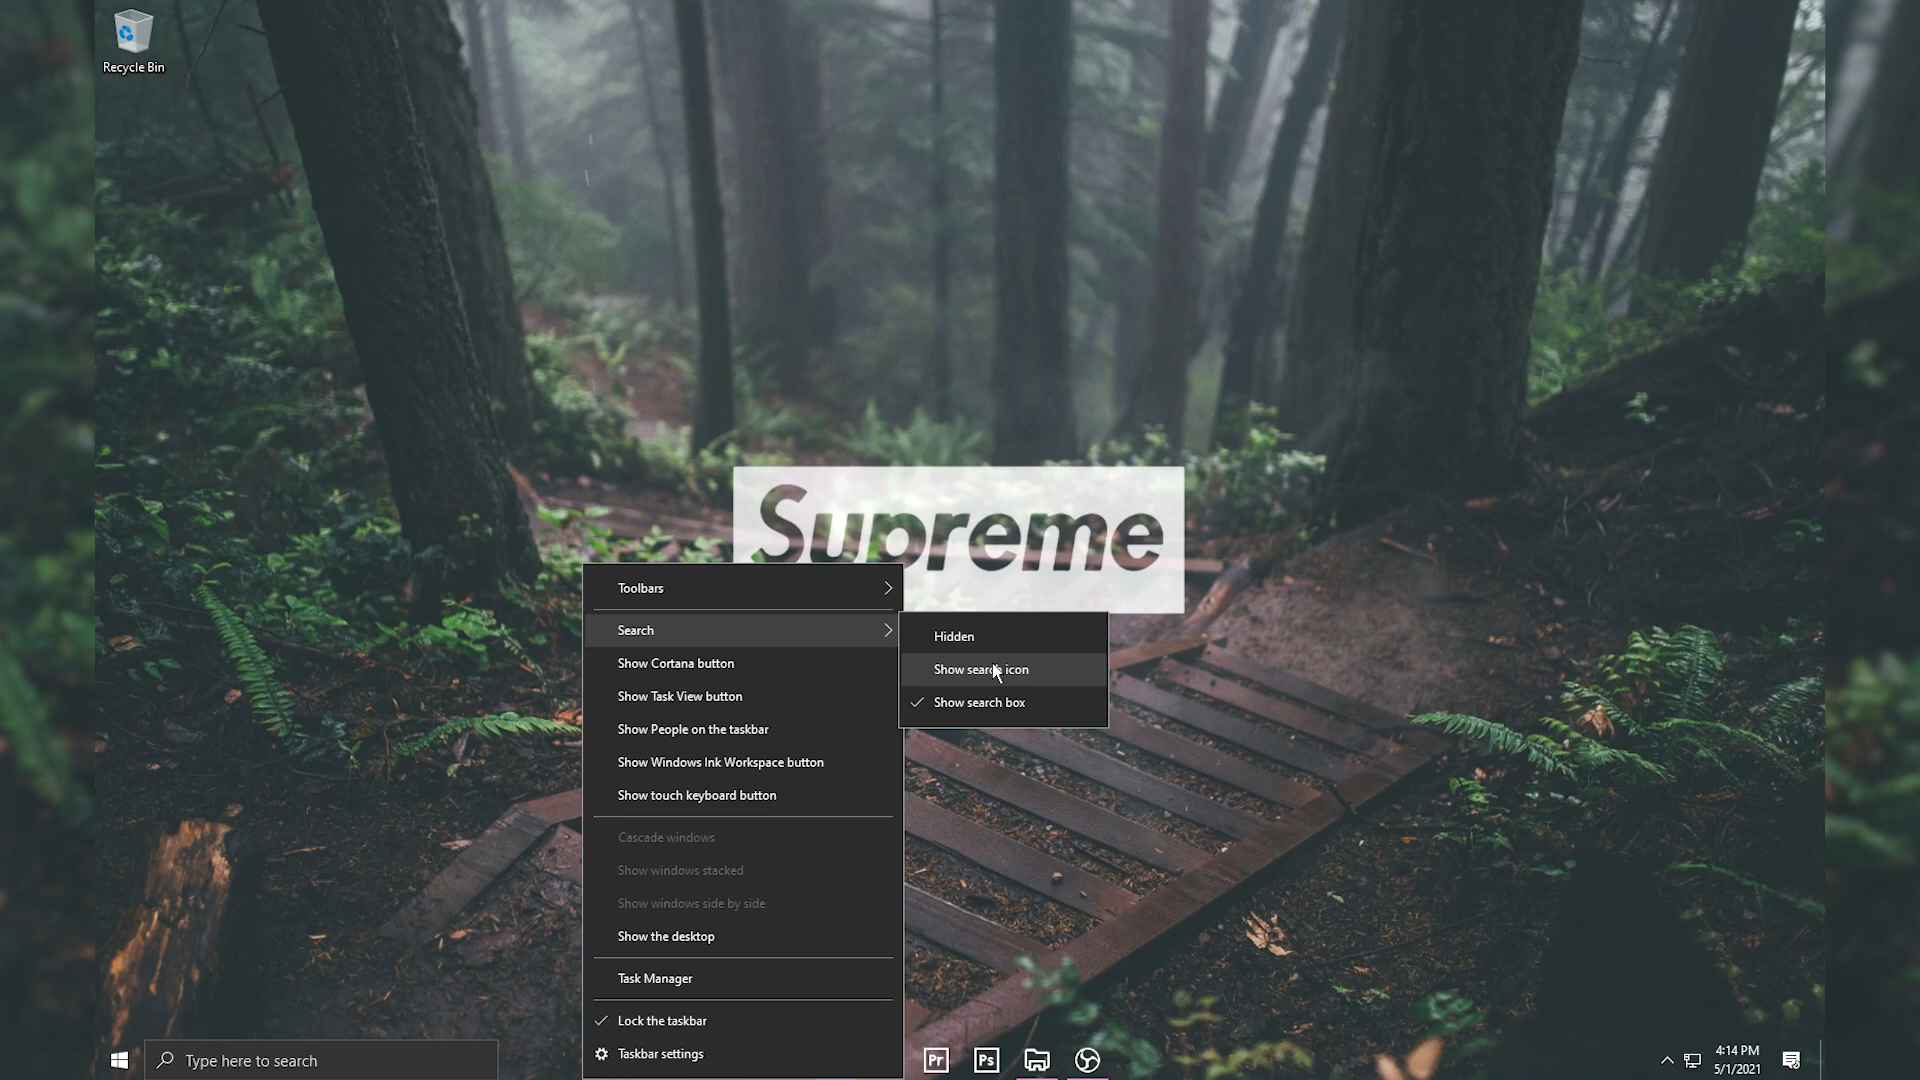 Recycle Bin
Supreme
Toolbars
Search
Show Cortana button
Show Task View button
Show People on the taskbar
Show Windows Ink Workspace button
Show touch keyboard button
Cascade windows
Show windows stacked
Show windows side by side
Show the desktop
Task Manager
Lock the taskbar
Taskbar settings
Hidden
Show search icon
Show search box
Type here to search
Pr
Ps
4:14 PM
5/1/2021